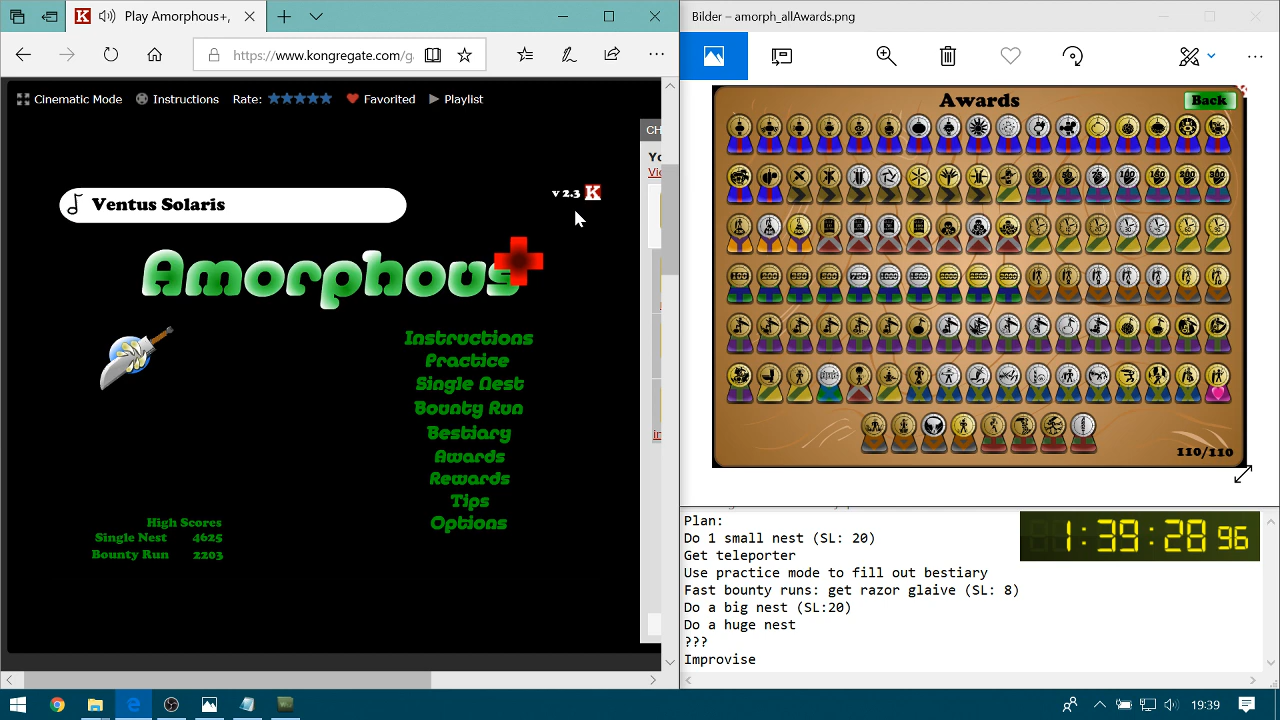 Play Amorphous+,
https://www.kongregate.com/g
Cinematic Mode
Instructions
Rate:
Favorited
Playlist
Ventus Solaris
v 2.3 K
Amorphous
Instructions
Practice
Single Nest
Bounty Run
Bestiary
Awards
Rewards
Tips
Options
High Scores
Single Nest 4625
Bounty Run 2203
Bilder – amorph_allAwards.png
Awards
Back
110/110
Plan:
Do 1 small nest (SL: 20)
Get teleporter
Use practice mode to fill out bestiary
Fast bounty runs: get razor glaive (SL: 8)
Do a big nest (SL:20)
Do a huge nest
???
Improvise
1:39:28 96
19:39